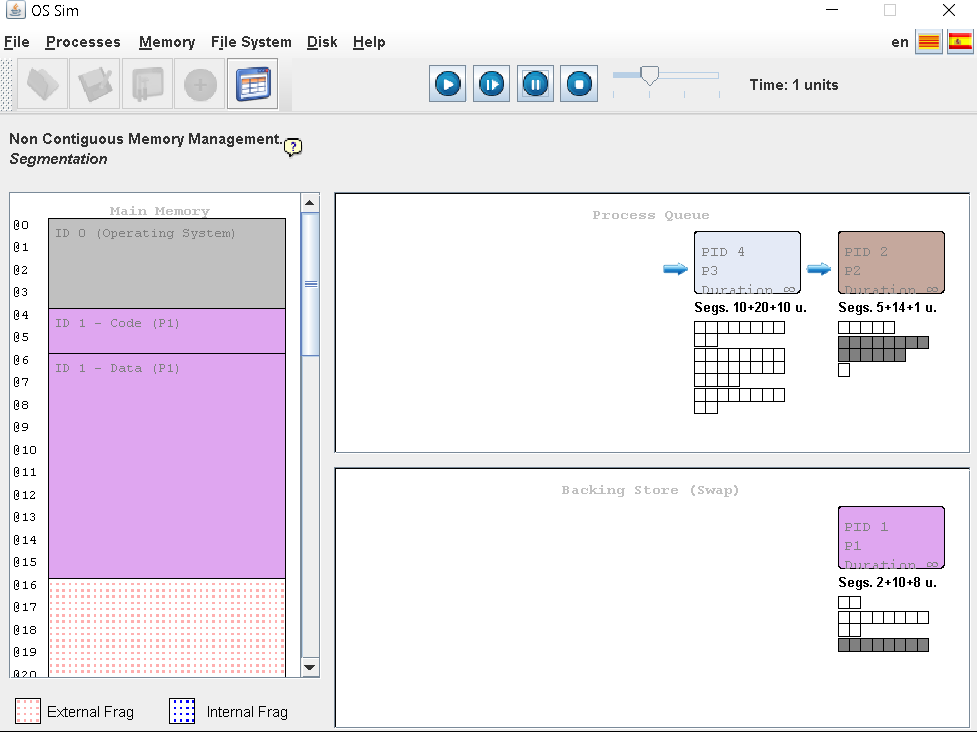 OS Sim
File Processes Memory File System Disk Help en
Time: 1 units
Non Contiguous Memory Management.
?
Segmentation
Main Memory
@0
ID 0 (Operating System)
@1
@2
@3
@4
ID 1 - Code (P1)
@5
@6
ID 1 - Data (P1)
@7
@8
@9
@10
@11
@12
@13
@14
@15
@16
@17
@18
@19
@20
External Frag
Internal Frag
Process Queue
PID 4
P3
Duration ∞
Segs. 10+20+10 u.
PID 2
P2
Duration ∞
Segs. 5+14+1 u.
Backing Store (Swap)
PID 1
P1
Duration ∞
Segs. 2+10+8 u.